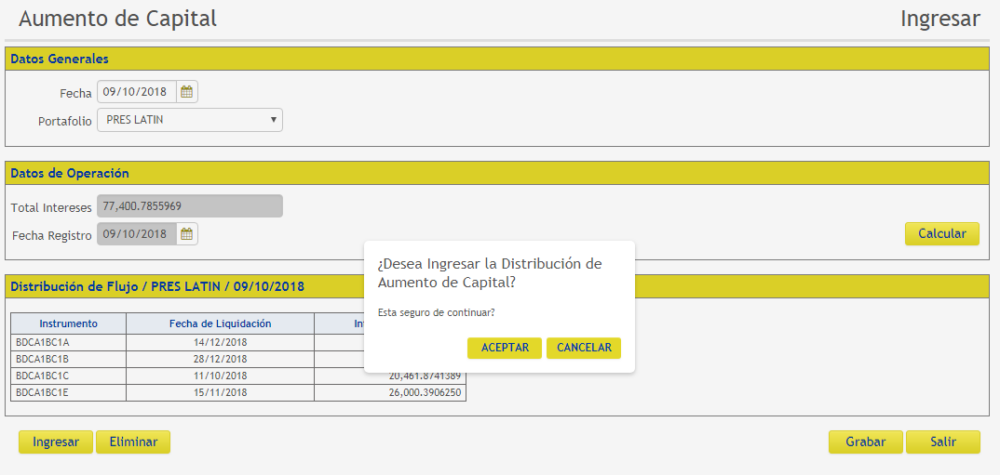 Aumento de Capital Ingresar
Datos Generales
Fecha 09/10/2018
Portafolio PRES LATIN
Datos de Operación
Total Intereses 77,400.7855969
Fecha Registro 09/10/2018
Calcular
¿Desea Ingresar la Distribución de
Aumento de Capital?
Esta seguro de continuar?
ACEPTAR CANCELAR
Distribución de Flujo / PRES LATIN / 09/10/2018
Instrumento Fecha de Liquidación
BDCA1BC1A 14/12/2018
BDCA1BC1B 28/12/2018
BDCA1BC1C 11/10/2018 20,461.8741389
BDCA1BC1E 15/11/2018 26,000.3906250
Ingresar Eliminar Grabar Salir